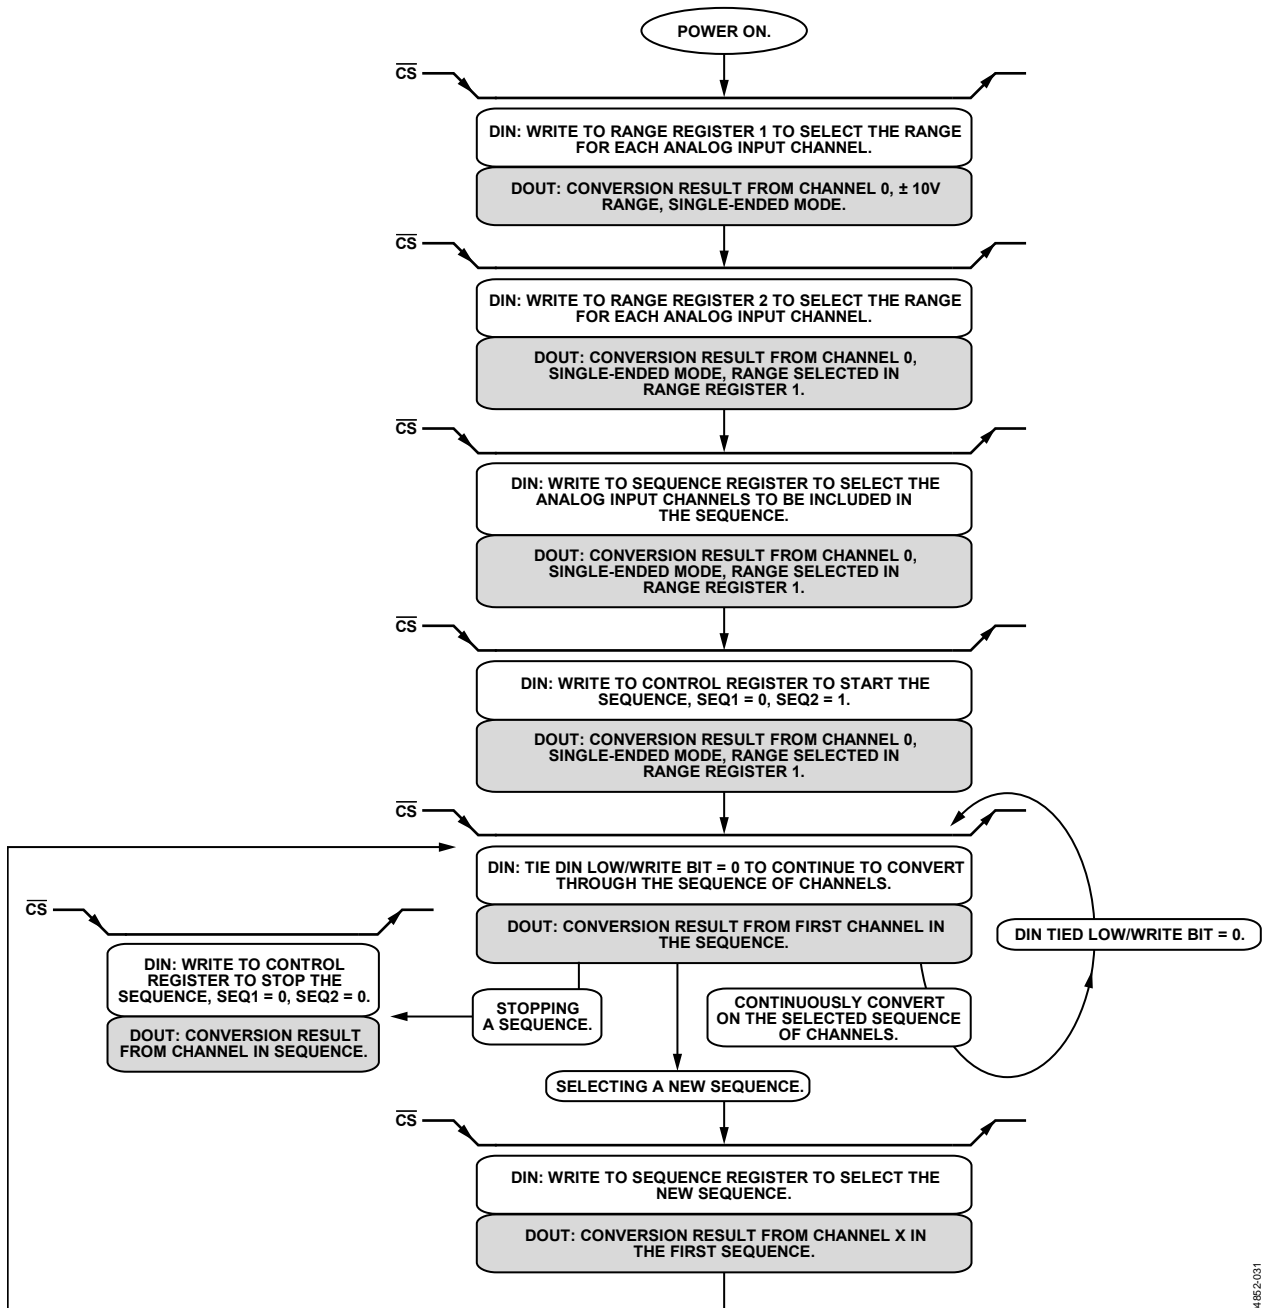 POWER ON.
CS
DIN: WRITE TO RANGE REGISTER 1 TO SELECT THE RANGE
FOR EACH ANALOG INPUT CHANNEL.
DOUT: CONVERSION RESULT FROM CHANNEL 0, ± 10V
RANGE, SINGLE-ENDED MODE.
CS
DIN: WRITE TO RANGE REGISTER 2 TO SELECT THE RANGE
FOR EACH ANALOG INPUT CHANNEL.
DOUT: CONVERSION RESULT FROM CHANNEL 0,
SINGLE-ENDED MODE, RANGE SELECTED IN
RANGE REGISTER 1.
CS
DIN: WRITE TO SEQUENCE REGISTER TO SELECT THE
ANALOG INPUT CHANNELS TO BE INCLUDED IN
THE SEQUENCE.
DOUT: CONVERSION RESULT FROM CHANNEL 0,
SINGLE-ENDED MODE, RANGE SELECTED IN
RANGE REGISTER 1.
CS
DIN: WRITE TO CONTROL REGISTER TO START THE
SEQUENCE, SEQ1 = 0, SEQ2 = 1.
DOUT: CONVERSION RESULT FROM CHANNEL 0,
SINGLE-ENDED MODE, RANGE SELECTED IN
RANGE REGISTER 1.
CS
DIN: TIE DIN LOW/WRITE BIT = 0 TO CONTINUE TO CONVERT
THROUGH THE SEQUENCE OF CHANNELS.
DOUT: CONVERSION RESULT FROM FIRST CHANNEL IN
THE SEQUENCE.
DIN TIED LOW/WRITE BIT = 0.
CS
DIN: WRITE TO CONTROL
REGISTER TO STOP THE
SEQUENCE, SEQ1 = 0, SEQ2 = 0.
DOUT: CONVERSION RESULT
FROM CHANNEL IN SEQUENCE.
STOPPING
A SEQUENCE.
CONTINUOUSLY CONVERT
ON THE SELECTED SEQUENCE
OF CHANNELS.
SELECTING A NEW SEQUENCE.
CS
DIN: WRITE TO SEQUENCE REGISTER TO SELECT THE
NEW SEQUENCE.
DOUT: CONVERSION RESULT FROM CHANNEL X IN
THE FIRST SEQUENCE.
4852-031